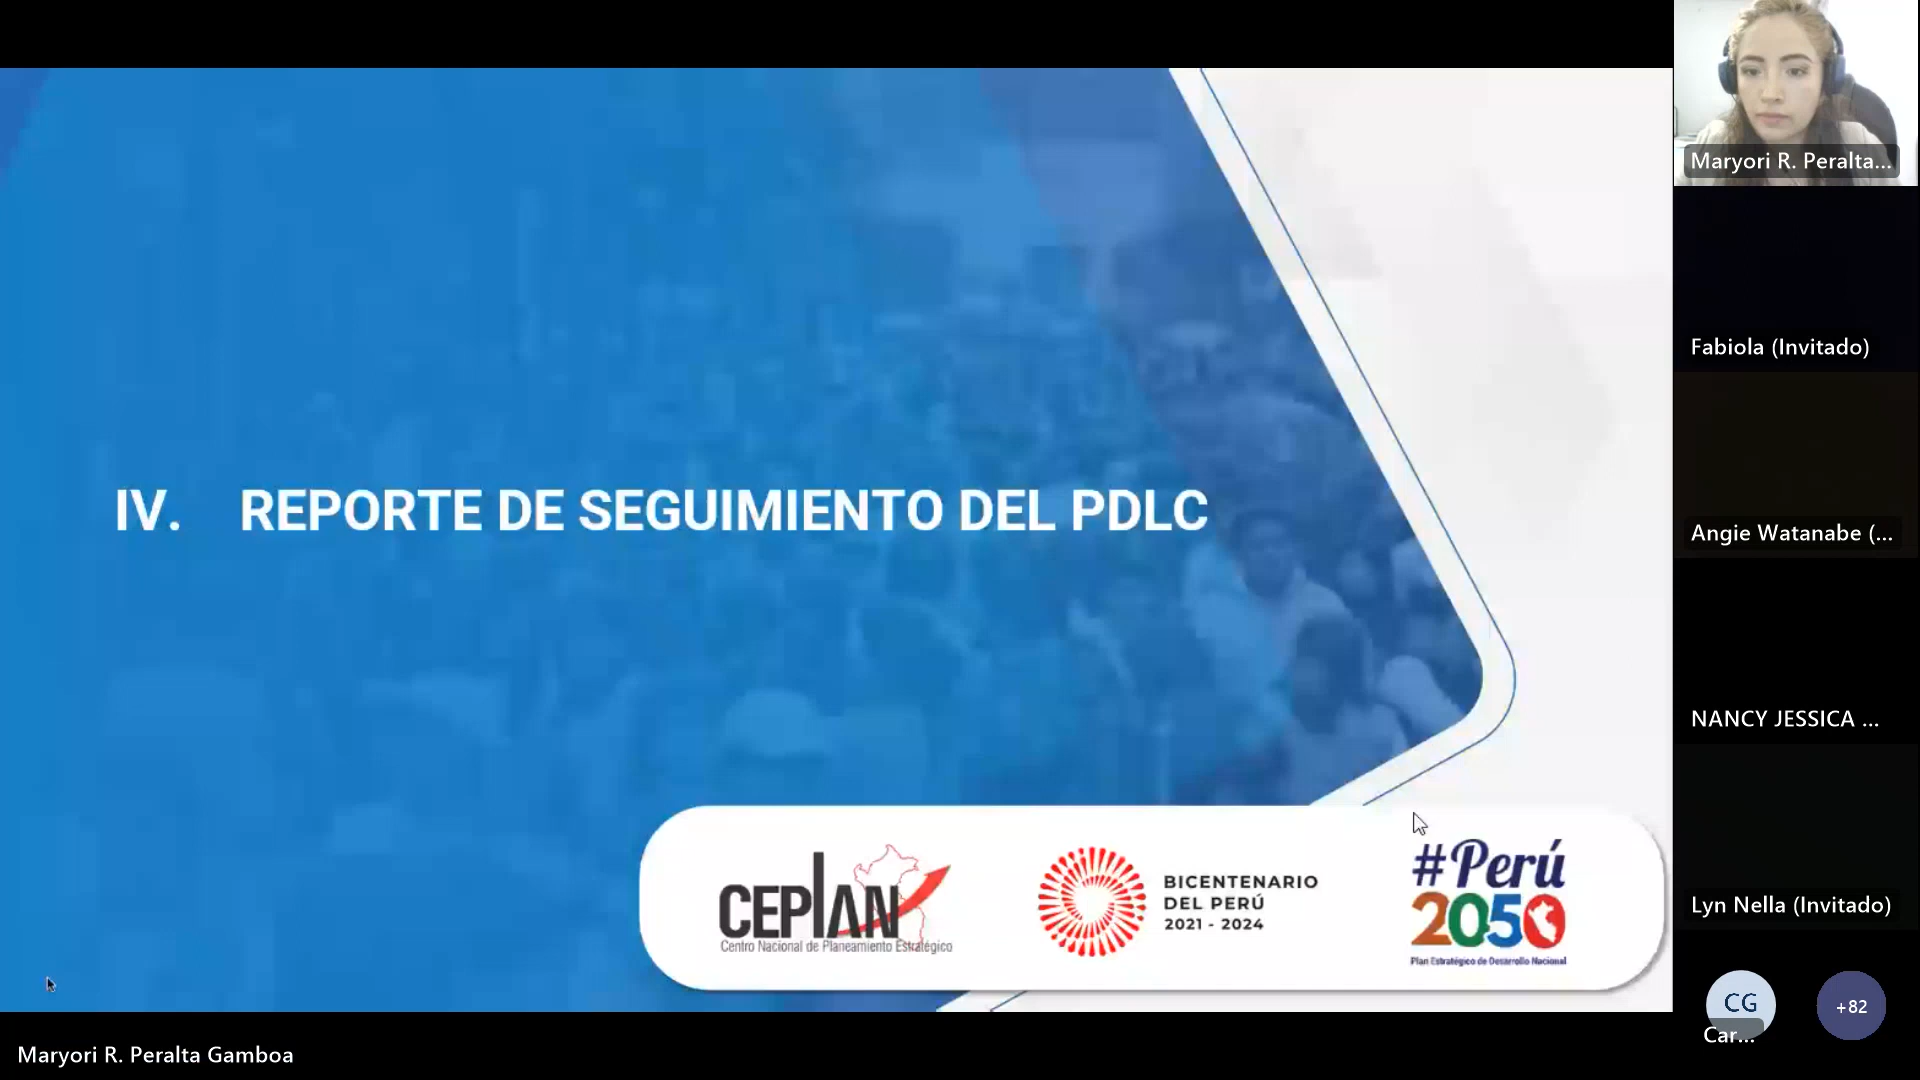 IV. REPORTE DE SEGUIMIENTO DEL PDLC
CEPLAN
Centro Nacional de Planeamiento Estratégico
BICENTENARIO
DEL PERÚ
2021 - 2024
#Perú
2050
Plan Estratégico de Desarrollo Nacional
Maryori R. Peralta...
Fabiola (Invitado)
Angie Watanabe (...
NANCY JESSICA ...
Lyn Nella (Invitado)
CG
Car...
+82
Maryori R. Peralta Gamboa